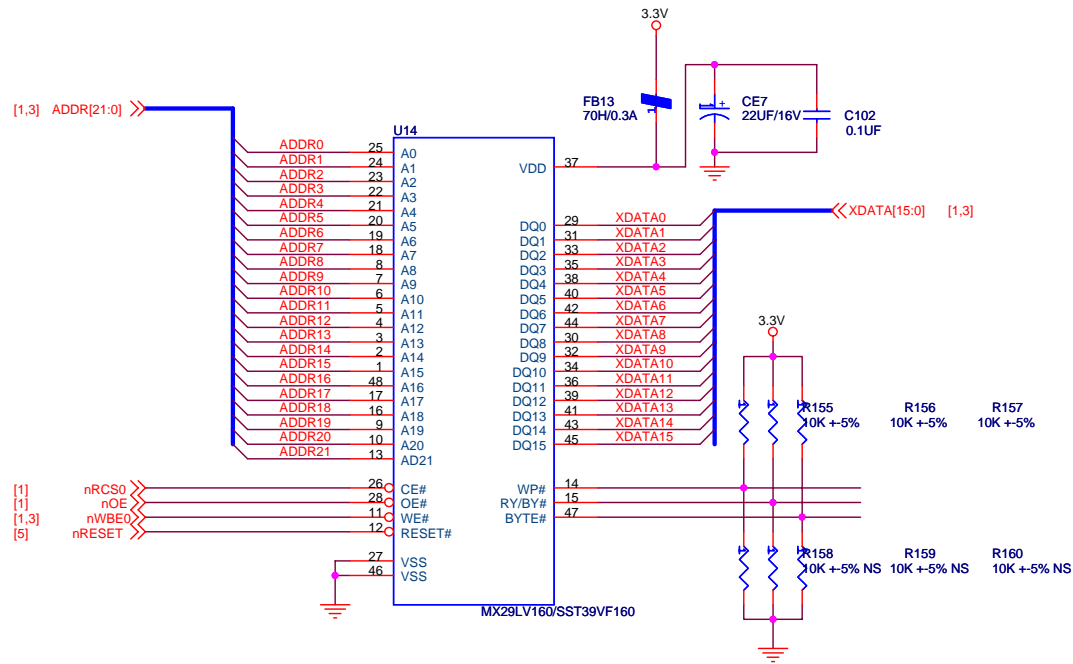 3.3V
[1,3] ADDR[21:0]
FB13
70H/0.3A
1
CE7
22UF/16V
+
1
C102
0.1UF
U14
ADDR0 25 A0
ADDR1 24 A1
ADDR2 23 A2
ADDR3 22 A3
ADDR4 21 A4
ADDR5 20 A5
ADDR6 19 A6
ADDR7 18 A7
ADDR8 8 A8
ADDR9 7 A9
ADDR10 6 A10
ADDR11 5 A11
ADDR12 4 A12
ADDR13 3 A13
ADDR14 2 A14
ADDR15 1 A15
ADDR16 48 A16
ADDR17 17 A17
ADDR18 16 A18
ADDR19 9 A19
ADDR20 10 A20
ADDR21 13 AD21
[1] nRCS0 26 CE#
[1] nOE 28 OE#
[1,3] nWBE0 11 WE#
[5] nRESET 12 RESET#
27 VSS
46 VSS
VDD 37
XDATA[15:0] [1,3]
DQ0 29 XDATA0
DQ1 31 XDATA1
DQ2 33 XDATA2
DQ3 35 XDATA3
DQ4 38 XDATA4
DQ5 40 XDATA5
DQ6 42 XDATA6
DQ7 44 XDATA7
DQ8 30 XDATA8
DQ9 32 XDATA9
DQ10 34 XDATA10
DQ11 36 XDATA11
DQ12 39 XDATA12
DQ13 41 XDATA13
DQ14 43 XDATA14
DQ15 45 XDATA15
WP# 14
RY/BY# 15
BYTE# 47
MX29LV160/SST39VF160
3.3V
1 1 1
R155 R156 R157
10K +-5% 10K +-5% 10K +-5%
1 1 1
R158 R159 R160
10K +-5% NS 10K +-5% NS 10K +-5% NS